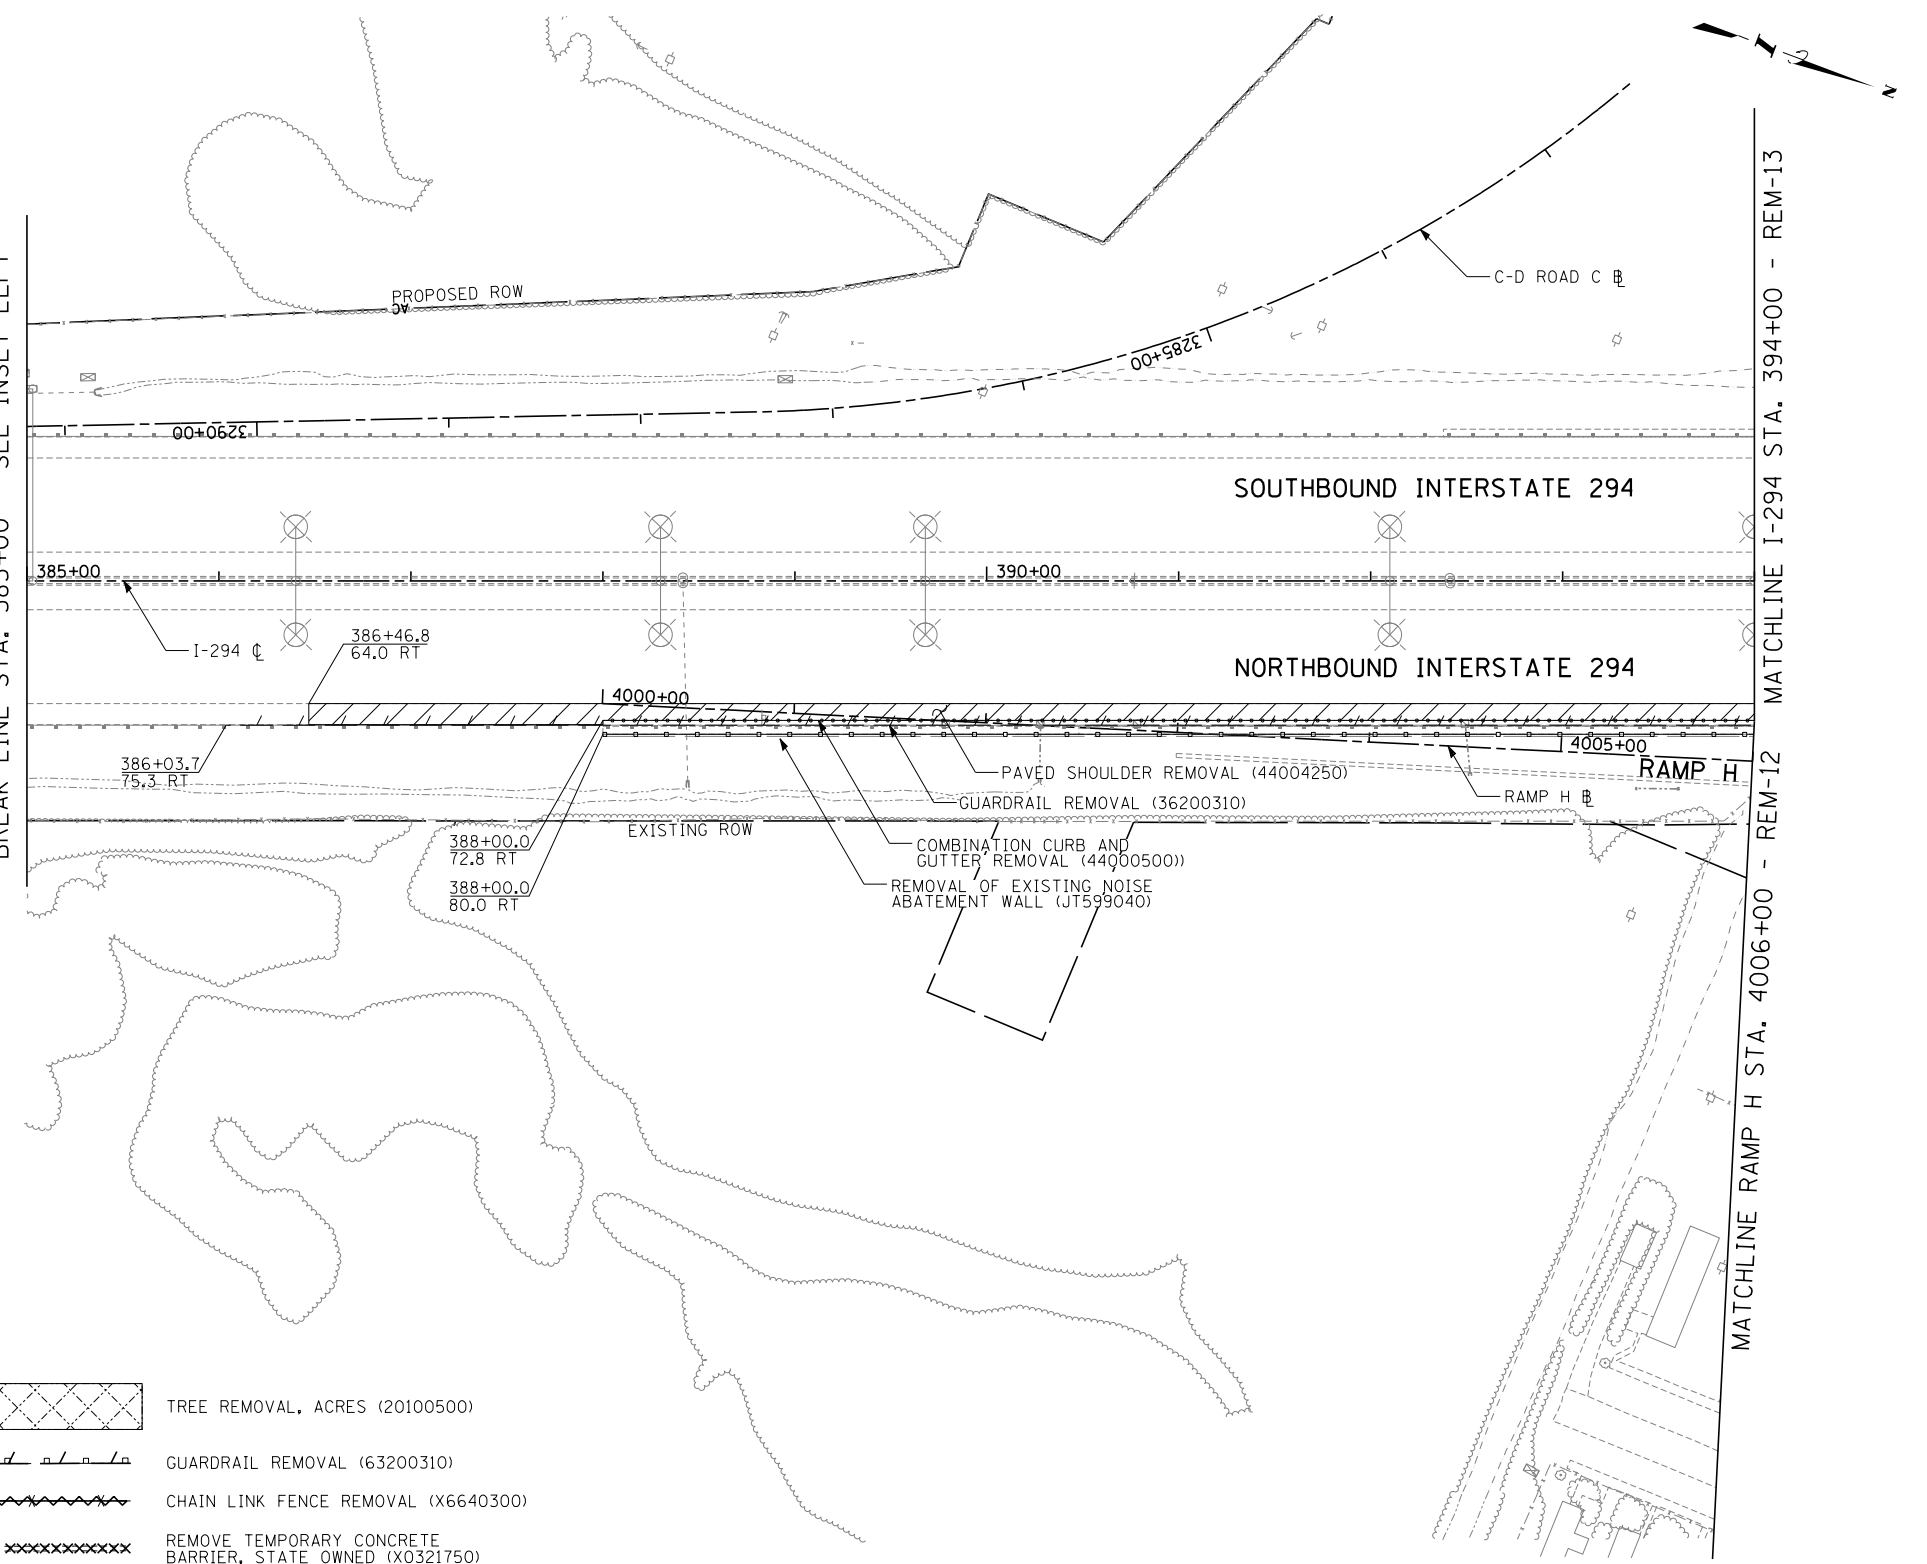 N
MATCHLINE I-294 STA. 394+00 - REM-13
C-D ROAD C ⅊
PROPOSED ROW
AC
3285+00
3290+00
SOUTHBOUND INTERSTATE 294
385+00
390+00
I-294 ℄
386+46.8
64.0 RT
NORTHBOUND INTERSTATE 294
4000+00
4005+00
RAMP H
386+03.7
75.3 RT
PAVED SHOULDER REMOVAL (44004250)
RAMP H ⅊
GUARDRAIL REMOVAL (36200310)
EXISTING ROW
388+00.0
72.8 RT
COMBINATION CURB AND
GUTTER REMOVAL (44000500))
388+00.0
80.0 RT
REMOVAL OF EXISTING NOISE
ABATEMENT WALL (JT599040)
MATCHLINE RAMP H STA. 4006+00 - REM-12
TREE REMOVAL, ACRES (20100500)
GUARDRAIL REMOVAL (63200310)
CHAIN LINK FENCE REMOVAL (X6640300)
REMOVE TEMPORARY CONCRETE
BARRIER, STATE OWNED (X0321750)